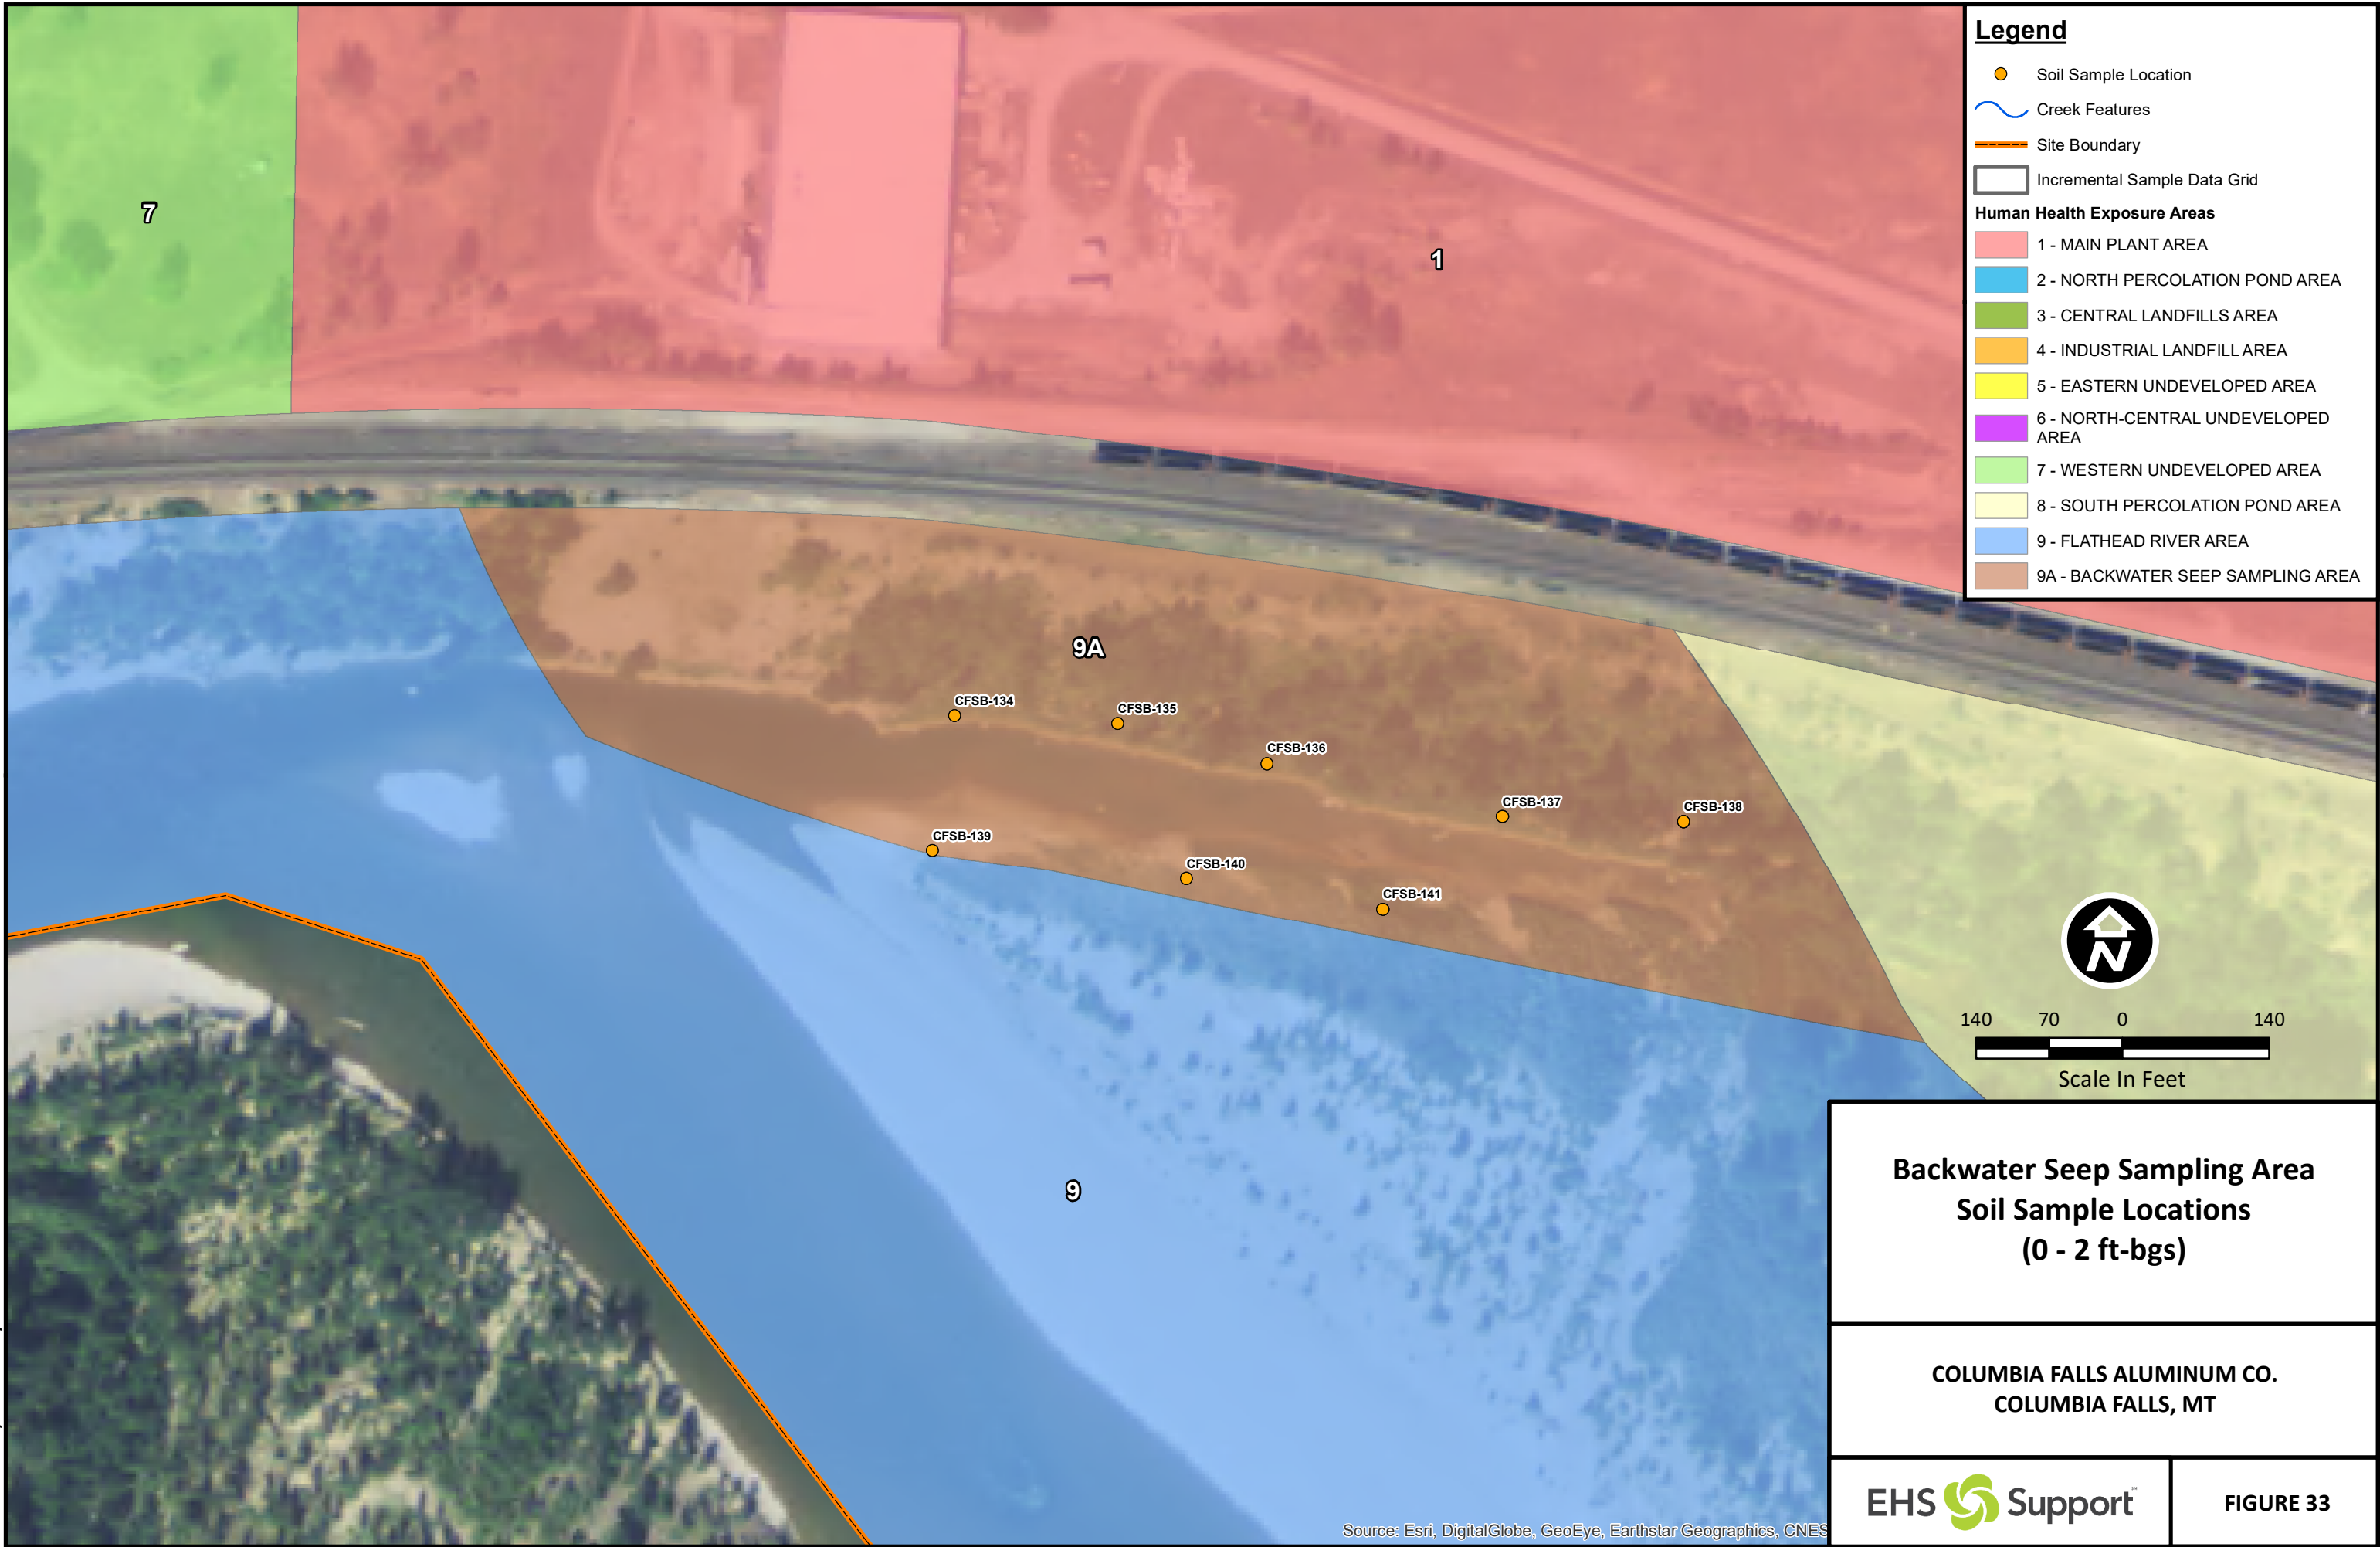 Legend
Soil Sample Location
Creek Features
Site Boundary
Incremental Sample Data Grid
Human Health Exposure Areas
1 - MAIN PLANT AREA
2 - NORTH PERCOLATION POND AREA
3 - CENTRAL LANDFILLS AREA
4 - INDUSTRIAL LANDFILL AREA
5 - EASTERN UNDEVELOPED AREA
6 - NORTH-CENTRAL UNDEVELOPED
AREA
7 - WESTERN UNDEVELOPED AREA
8 - SOUTH PERCOLATION POND AREA
9 - FLATHEAD RIVER AREA
9A - BACKWATER SEEP SAMPLING AREA
7
1
9A
CFSB-134
CFSB-135
CFSB-136
CFSB-137
CFSB-138
CFSB-139
CFSB-140
CFSB-141
9
N
140 70 0 140
Scale In Feet
Backwater Seep Sampling Area
Soil Sample Locations
(0 - 2 ft-bgs)
COLUMBIA FALLS ALUMINUM CO.
COLUMBIA FALLS, MT
EHS Support
FIGURE 33
Source: Esri, DigitalGlobe, GeoEye, Earthstar Geographics, CNES